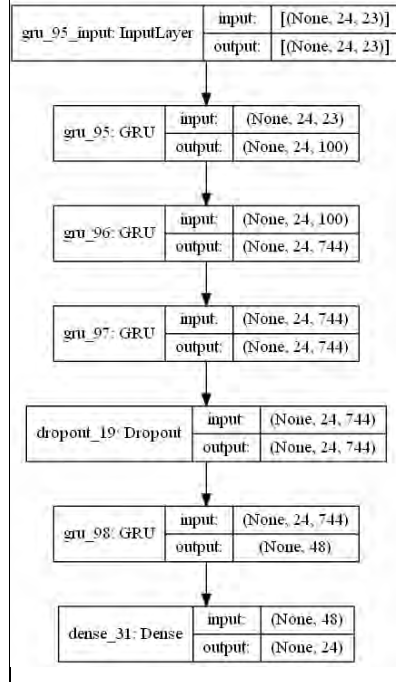 gru_95_input: InputLayer
input: [(None, 24, 23)]
output: [(None, 24, 23)]
gru_95: GRU
input: (None, 24, 23)
output: (None, 24, 100)
gru_96: GRU
input: (None, 24, 100)
output: (None, 24, 744)
gru_97: GRU
input: (None, 24, 744)
output: (None, 24, 744)
dropout_19: Dropout
input: (None, 24, 744)
output: (None, 24, 744)
gru_98: GRU
input: (None, 24, 744)
output: (None, 48)
dense_31: Dense
input: (None, 48)
output: (None, 24)